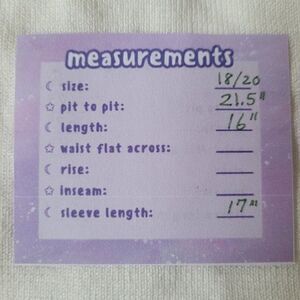 measurements
size: 18/20
pit to pit: 21.5"
length: 16"
waist flat across:
rise:
inseam:
sleeve length: 17"